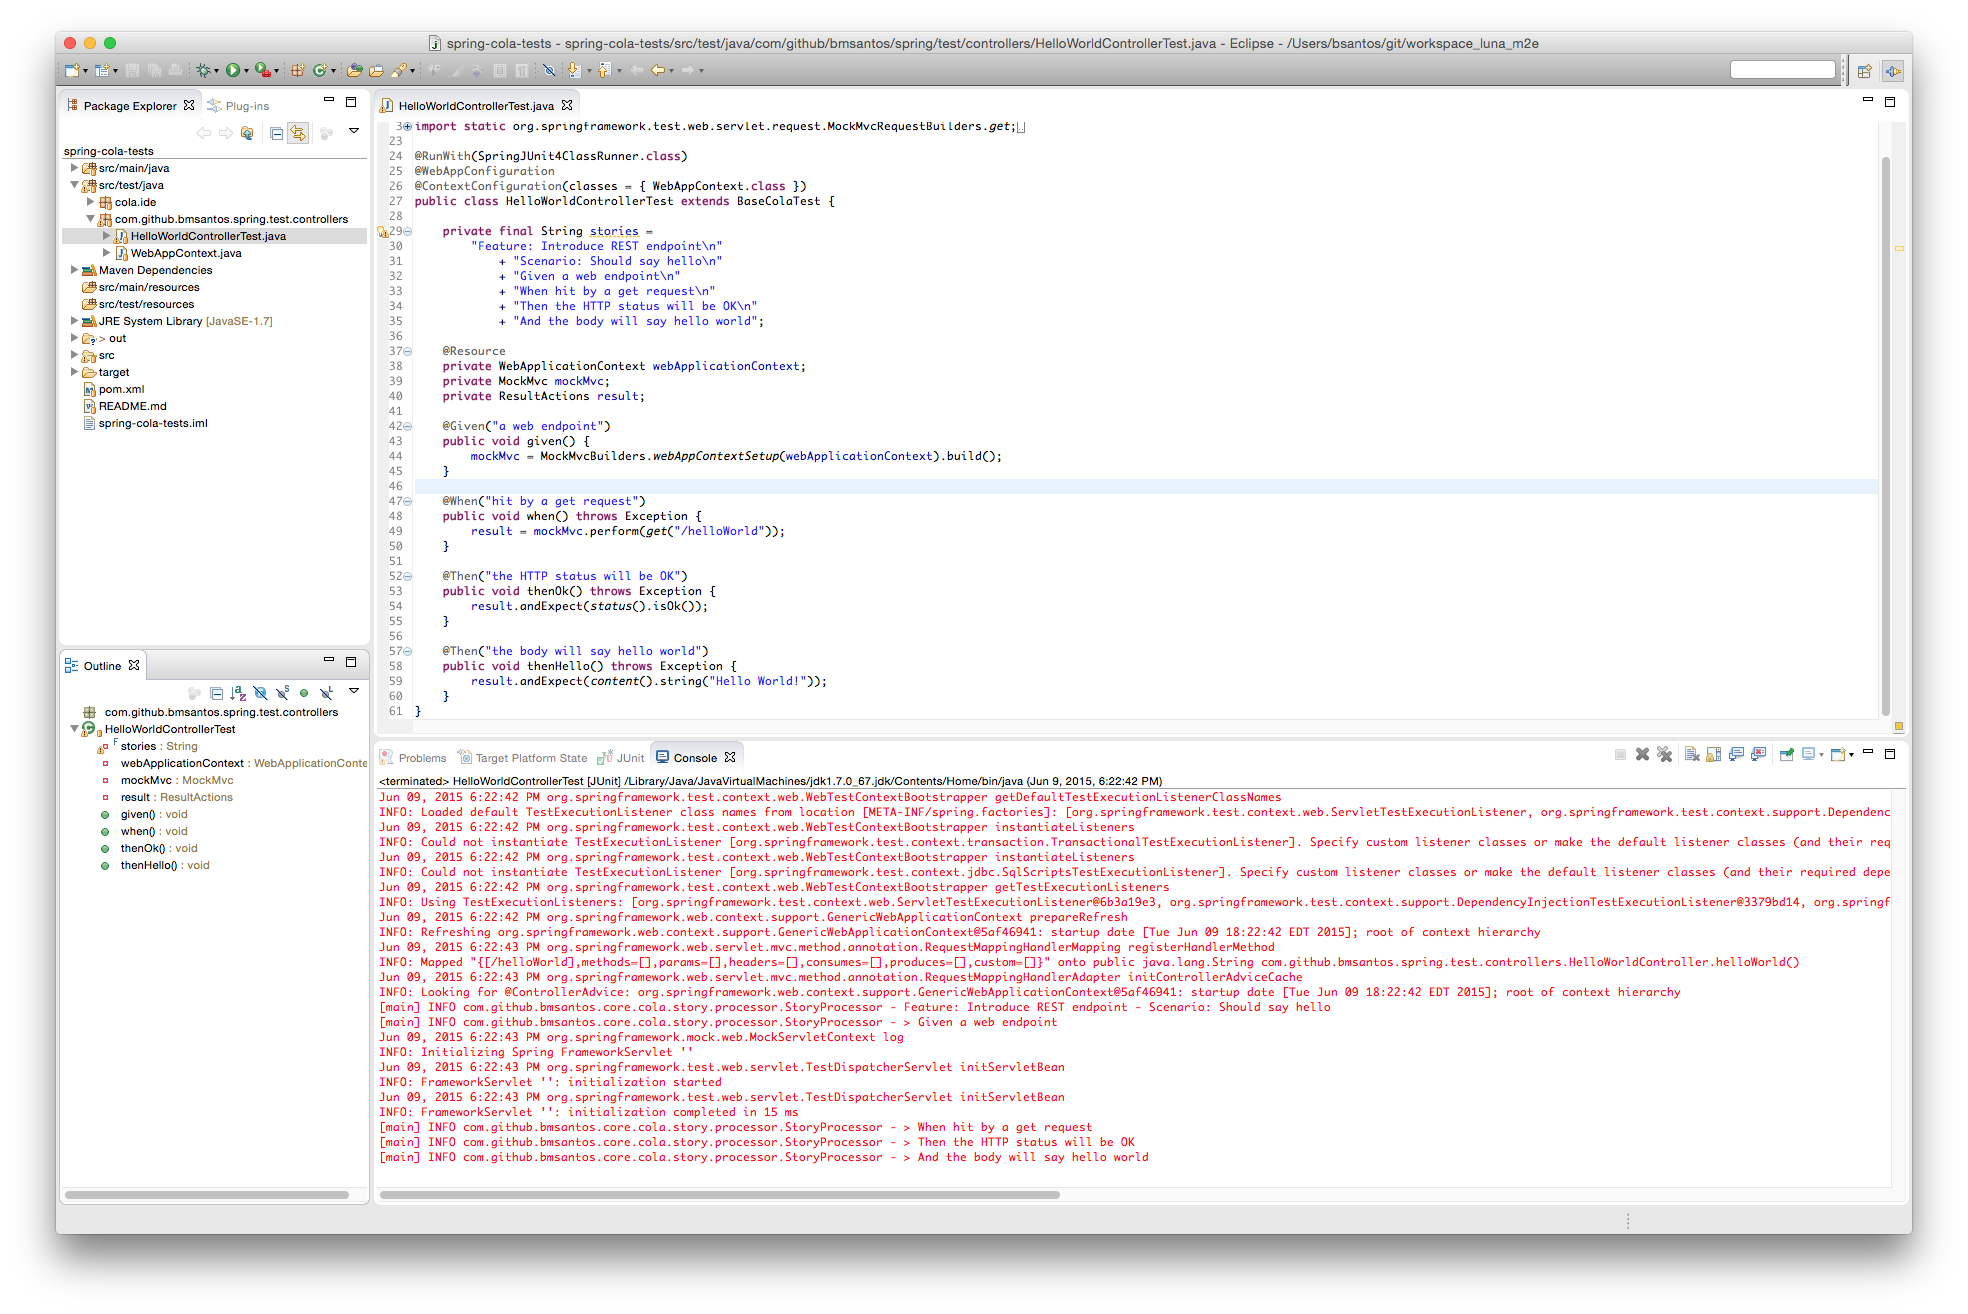 spring-cola-tests - spring-cola-tests/src/test/java/com/github/bmsantos/spring/test/controllers/HelloWorldControllerTest.java - Eclipse - /Users/bsantos/git/workspace_luna_m2e
Package Explorer
Plug-ins
spring-cola-tests
src/main/java
src/test/java
cola.ide
com.github.bmsantos.spring.test.controllers
HelloWorldControllerTest.java
WebAppContext.java
Maven Dependencies
src/main/resources
src/test/resources
JRE System Library [JavaSE-1.7]
> out
src
target
pom.xml
README.md
spring-cola-tests.iml
Outline
com.github.bmsantos.spring.test.controllers
HelloWorldControllerTest
stories : String
webApplicationContext : WebApplicationConte
mockMvc : MockMvc
result : ResultActions
given() : void
when() : void
thenOk() : void
thenHello() : void
HelloWorldControllerTest.java
3 import static org.springframework.test.web.servlet.request.MockMvcRequestBuilders.get;
23
24 @RunWith(SpringJUnit4ClassRunner.class)
25 @WebAppConfiguration
26 @ContextConfiguration(classes = { WebAppContext.class })
27 public class HelloWorldControllerTest extends BaseColaTest {
28
29 private final String stories =
30 "Feature: Introduce REST endpoint\n"
31 + "Scenario: Should say hello\n"
32 + "Given a web endpoint\n"
33 + "When hit by a get request\n"
34 + "Then the HTTP status will be OK\n"
35 + "And the body will say hello world";
36
37 @Resource
38 private WebApplicationContext webApplicationContext;
39 private MockMvc mockMvc;
40 private ResultActions result;
41
42 @Given("a web endpoint")
43 public void given() {
44 mockMvc = MockMvcBuilders.webAppContextSetup(webApplicationContext).build();
45 }
46
47 @When("hit by a get request")
48 public void when() throws Exception {
49 result = mockMvc.perform(get("/helloWorld"));
50 }
51
52 @Then("the HTTP status will be OK")
53 public void thenOk() throws Exception {
54 result.andExpect(status().isOk());
55 }
56
57 @Then("the body will say hello world")
58 public void thenHello() throws Exception {
59 result.andExpect(content().string("Hello World!"));
60 }
61 }
Problems
Target Platform State
JUnit
Console
<terminated> HelloWorldControllerTest [JUnit] /Library/Java/JavaVirtualMachines/jdk1.7.0_67.jdk/Contents/Home/bin/java (Jun 9, 2015, 6:22:42 PM)
Jun 09, 2015 6:22:42 PM org.springframework.test.context.web.WebTestContextBootstrapper getDefaultTestExecutionListenerClassNames
INFO: Loaded default TestExecutionListener class names from location [META-INF/spring.factories]: [org.springframework.test.context.web.ServletTestExecutionListener, org.springframework.test.context.support.Dependenc
Jun 09, 2015 6:22:42 PM org.springframework.test.context.web.WebTestContextBootstrapper instantiateListeners
INFO: Could not instantiate TestExecutionListener [org.springframework.test.context.transaction.TransactionalTestExecutionListener]. Specify custom listener classes or make the default listener classes (and their req
Jun 09, 2015 6:22:42 PM org.springframework.test.context.web.WebTestContextBootstrapper instantiateListeners
INFO: Could not instantiate TestExecutionListener [org.springframework.test.context.jdbc.SqlScriptsTestExecutionListener]. Specify custom listener classes or make the default listener classes (and their required depe
Jun 09, 2015 6:22:42 PM org.springframework.test.context.web.WebTestContextBootstrapper getTestExecutionListeners
INFO: Using TestExecutionListeners: [org.springframework.test.context.web.ServletTestExecutionListener@6b3a19e3, org.springframework.test.context.support.DependencyInjectionTestExecutionListener@3379bd14, org.springf
Jun 09, 2015 6:22:42 PM org.springframework.web.context.support.GenericWebApplicationContext prepareRefresh
INFO: Refreshing org.springframework.web.context.support.GenericWebApplicationContext@5af46941: startup date [Tue Jun 09 18:22:42 EDT 2015]; root of context hierarchy
Jun 09, 2015 6:22:43 PM org.springframework.web.servlet.mvc.method.annotation.RequestMappingHandlerMapping registerHandlerMethod
INFO: Mapped "{[/helloWorld],methods=[],params=[],headers=[],consumes=[],produces=[],custom=[]}" onto public java.lang.String com.github.bmsantos.spring.test.controllers.HelloWorldController.helloWorld()
Jun 09, 2015 6:22:43 PM org.springframework.web.servlet.mvc.method.annotation.RequestMappingHandlerAdapter initControllerAdviceCache
INFO: Looking for @ControllerAdvice: org.springframework.web.context.support.GenericWebApplicationContext@5af46941: startup date [Tue Jun 09 18:22:42 EDT 2015]; root of context hierarchy
[main] INFO com.github.bmsantos.core.cola.story.processor.StoryProcessor - Feature: Introduce REST endpoint - Scenario: Should say hello
[main] INFO com.github.bmsantos.core.cola.story.processor.StoryProcessor - > Given a web endpoint
Jun 09, 2015 6:22:43 PM org.springframework.mock.web.MockServletContext log
INFO: Initializing Spring FrameworkServlet ''
Jun 09, 2015 6:22:43 PM org.springframework.test.web.servlet.TestDispatcherServlet initServletBean
INFO: FrameworkServlet '': initialization started
Jun 09, 2015 6:22:43 PM org.springframework.test.web.servlet.TestDispatcherServlet initServletBean
INFO: FrameworkServlet '': initialization completed in 15 ms
[main] INFO com.github.bmsantos.core.cola.story.processor.StoryProcessor - > When hit by a get request
[main] INFO com.github.bmsantos.core.cola.story.processor.StoryProcessor - > Then the HTTP status will be OK
[main] INFO com.github.bmsantos.core.cola.story.processor.StoryProcessor - > And the body will say hello world